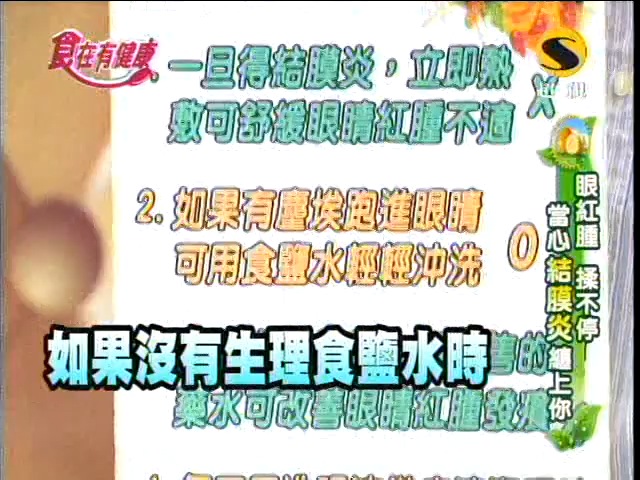 食在有健康
一旦得結膜炎，立即熱
敷可舒緩眼睛紅腫不適
X
2. 如果有塵埃跑進眼睛
可用食鹽水輕輕沖洗
O
眼紅腫 揉不停
當心結膜炎纏上你
如果沒有生理食鹽水時
藥水可改善眼睛紅腫發癢